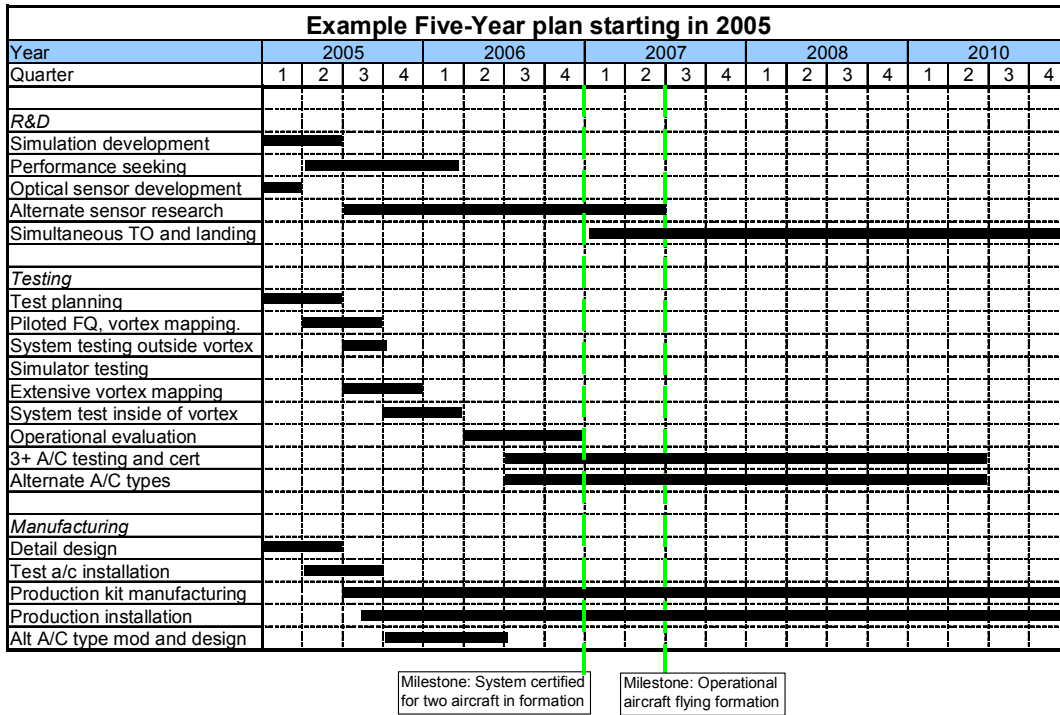 Example Five-Year plan starting in 2005
Year 2005 2006 2007 2008 2010
Quarter 1 2 3 4 1 2 3 4 1 2 3 4 1 2 3 4 1 2 3 4
R&D
Simulation development
Performance seeking
Optical sensor development
Alternate sensor research
Simultaneous TO and landing
Testing
Test planning
Piloted FQ, vortex mapping.
System testing outside vortex
Simulator testing
Extensive vortex mapping
System test inside of vortex
Operational evaluation
3+ A/C testing and cert
Alternate A/C types
Manufacturing
Detail design
Test a/c installation
Production kit manufacturing
Production installation
Alt A/C type mod and design
Milestone: System certified
for two aircraft in formation
Milestone: Operational
aircraft flying formation